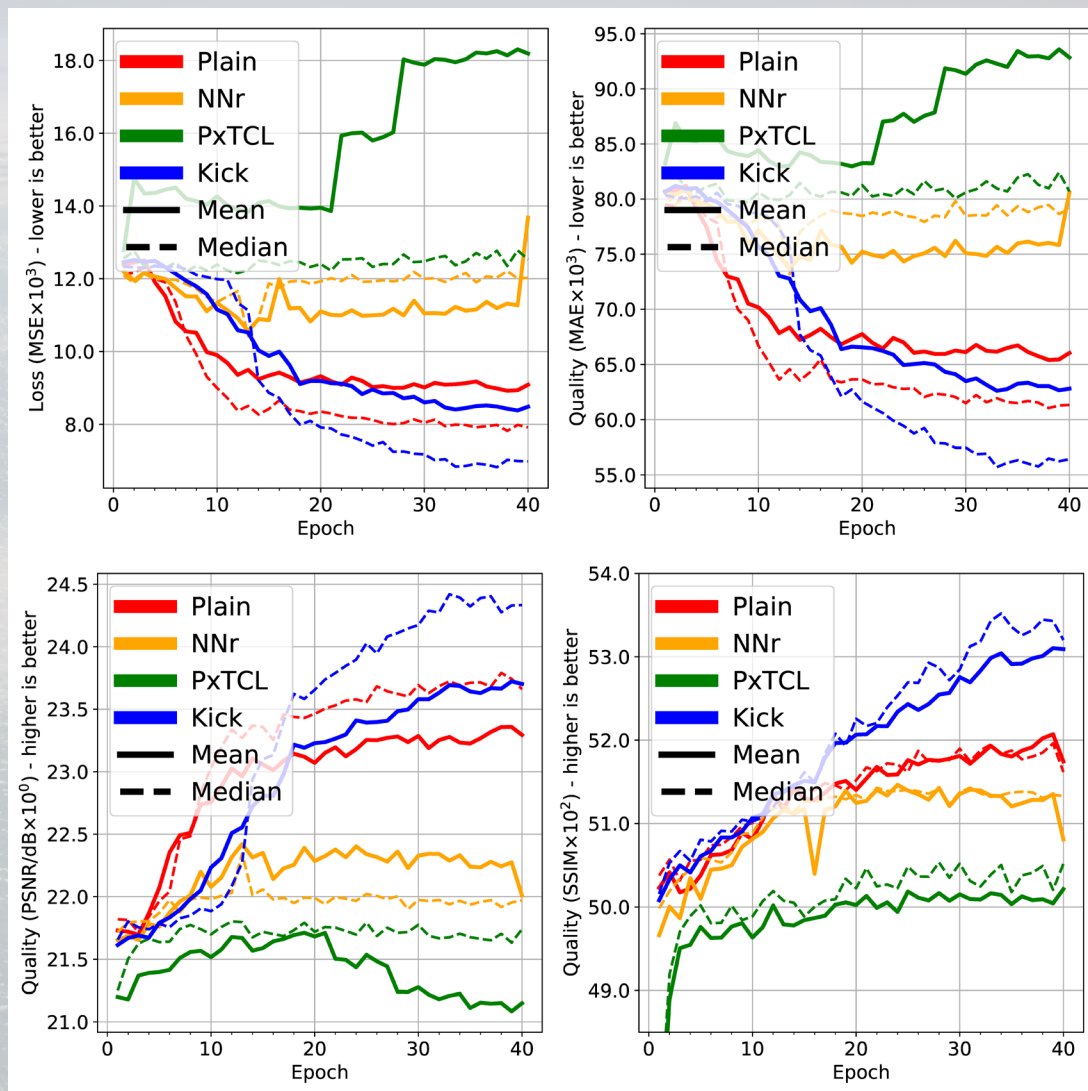 Loss (MSE×10³) - lower is better
18.0
16.0
14.0
12.0
10.0
8.0
Plain
NNr
PxTCL
Kick
Mean
Median
0 10 20 30 40
Epoch
Quality (MAE×10³) - lower is better
95.0
90.0
85.0
80.0
75.0
70.0
65.0
60.0
55.0
Plain
NNr
PxTCL
Kick
Mean
Median
0 10 20 30 40
Epoch
Quality (PSNR/dB×10⁰) - higher is better
24.5
24.0
23.5
23.0
22.5
22.0
21.5
21.0
Plain
NNr
PxTCL
Kick
Mean
Median
0 10 20 30 40
Epoch
Quality (SSIM×10²) - higher is better
54.0
53.0
52.0
51.0
50.0
49.0
Plain
NNr
PxTCL
Kick
Mean
Median
0 10 20 30 40
Epoch